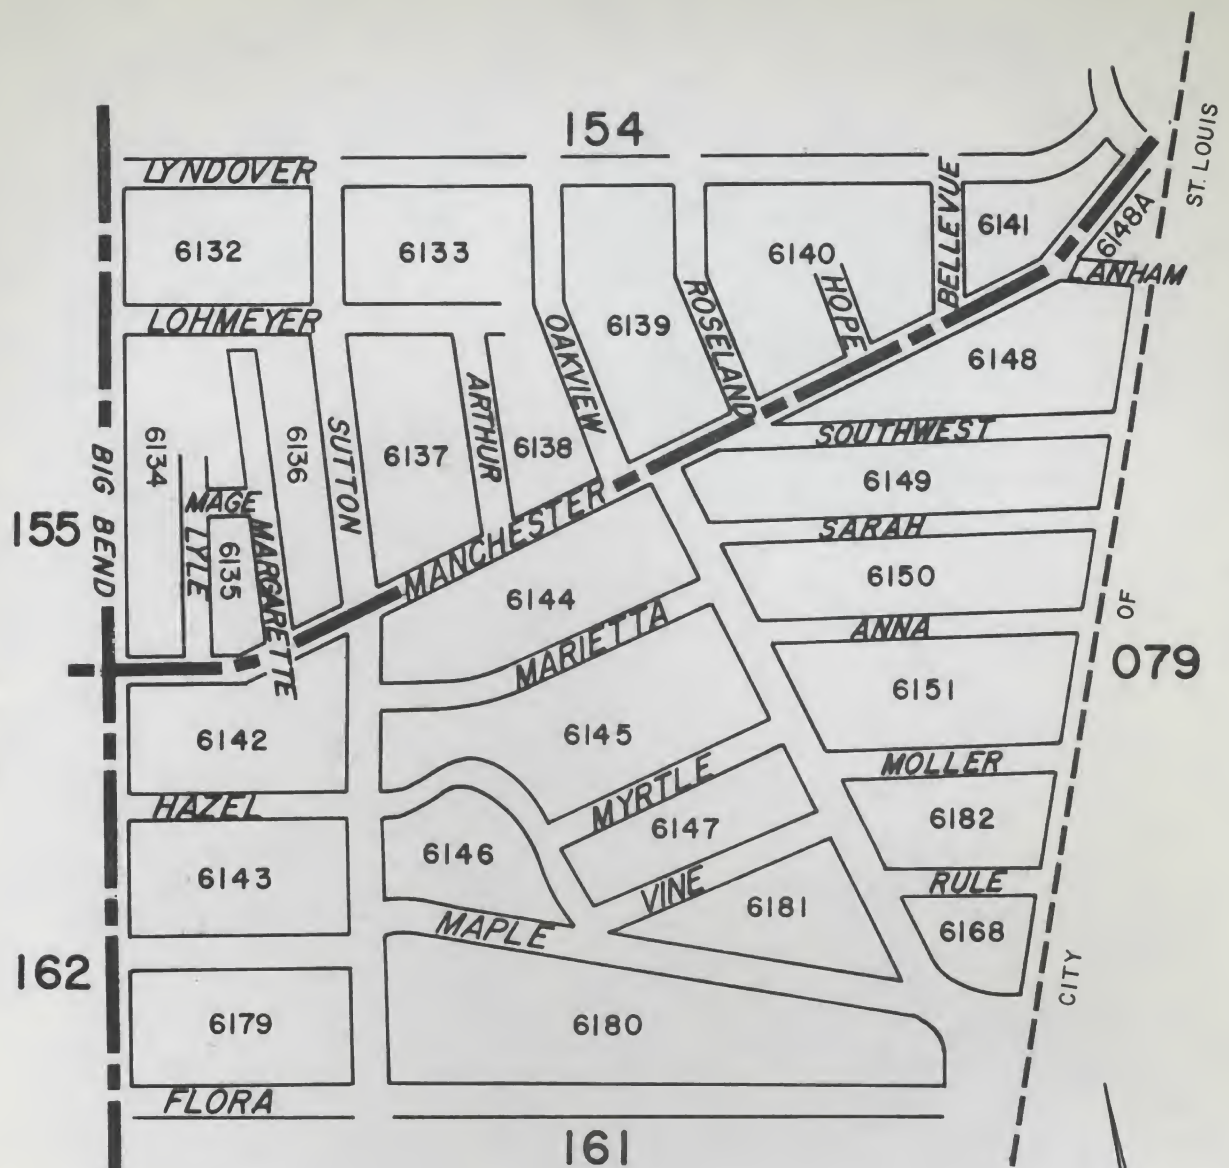 154
ST. LOUIS
LYNDOVER
BELLEVUE
6132
6133
6140
6141
6148A
LANHAM
LOHMEYER
OAKVIEW
6139
ROSELAND
HOPE
6148
6134
6136
SUTTON
6137
ARTHUR
6138
SOUTHWEST
6149
BIG BEND
155
MAGE
LYLE
6135
MARGARETTE
MANCHESTER
SARAH
6150
6144
MARIETTA
ANNA
OF
079
6151
6142
6145
MOLLER
HAZEL
MYRTLE
6147
6182
6143
6146
VINE
6181
RULE
6168
MAPLE
CITY
162
6179
6180
FLORA
161